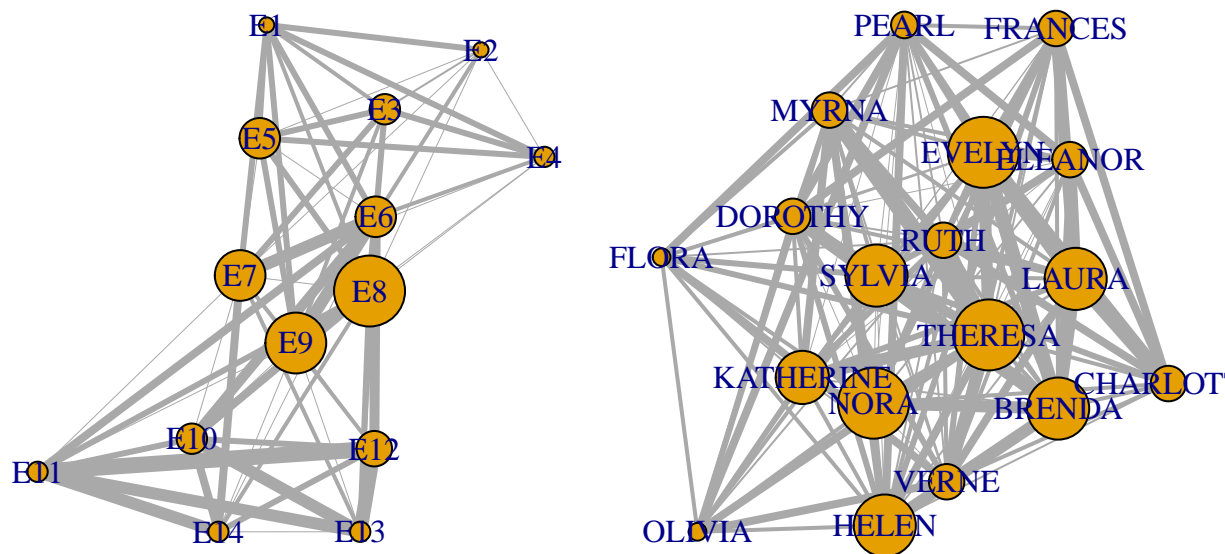 E1
E2
E3
E5
E4
E6
E7
E8
E9
E10
E12
E11
E14
E13
PEARL
FRANCES
MYRNA
EVELYN
ELEANOR
DOROTHY
RUTH
FLORA
SYLVIA
LAURA
THERESA
KATHERINE
CHARLOTT
NORA
BRENDA
VERNE
OLIVIA
HELEN